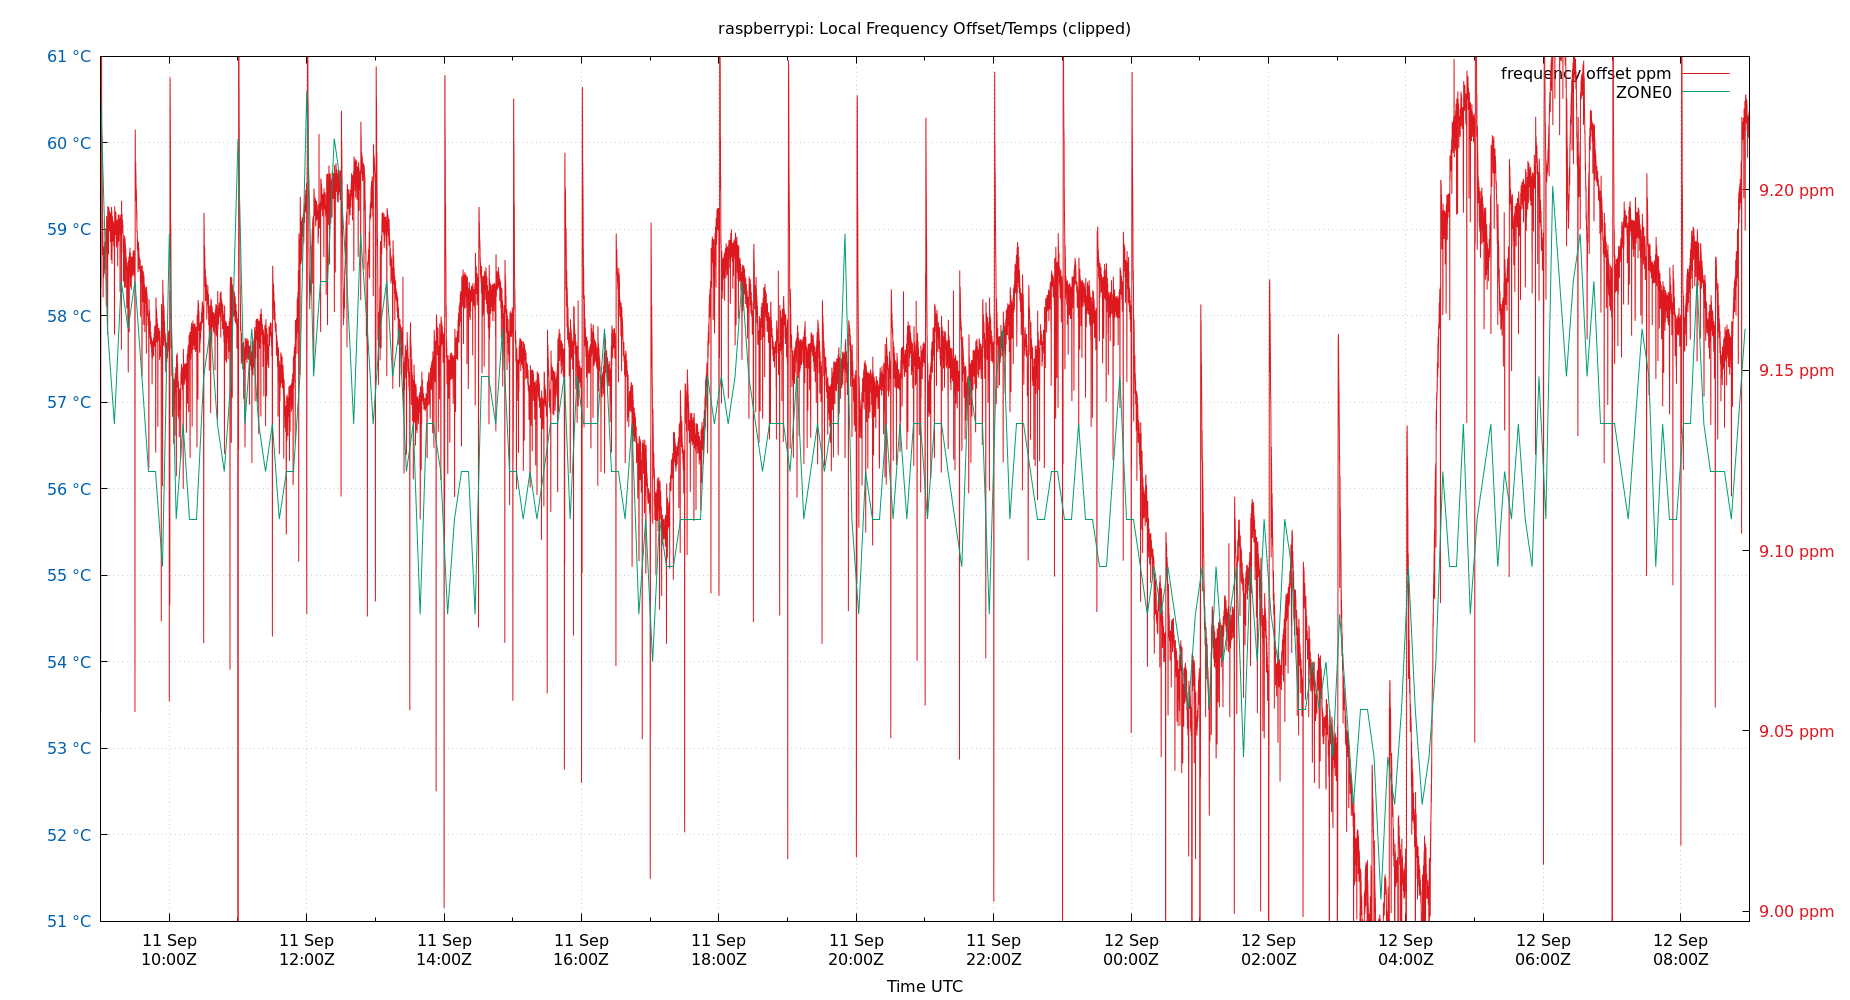 raspberrypi: Local Frequency Offset/Temps (clipped)
61 °C
60 °C
59 °C
58 °C
57 °C
56 °C
55 °C
54 °C
53 °C
52 °C
51 °C
frequency offset ppm
ZONE0
9.20 ppm
9.15 ppm
9.10 ppm
9.05 ppm
9.00 ppm
11 Sep 11 Sep 11 Sep 11 Sep 11 Sep 11 Sep 11 Sep 12 Sep 12 Sep 12 Sep 12 Sep 12 Sep
10:00Z 12:00Z 14:00Z 16:00Z 18:00Z 20:00Z 22:00Z 00:00Z 02:00Z 04:00Z 06:00Z 08:00Z
Time UTC